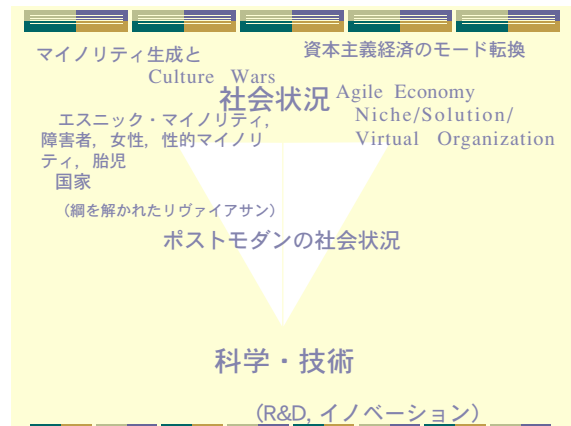 マイノリティ生成と
Culture Wars
資本主義経済のモード転換
社会状況
Agile Economy
Niche/Solution/
Virtual Organization
エスニック・マイノリティ,
障害者, 女性, 性的マイノリ
ティ, 胎児
国家
（綱を解かれたリヴァイアサン）
ポストモダンの社会状況
科学・技術
（R&D, イノベーション）